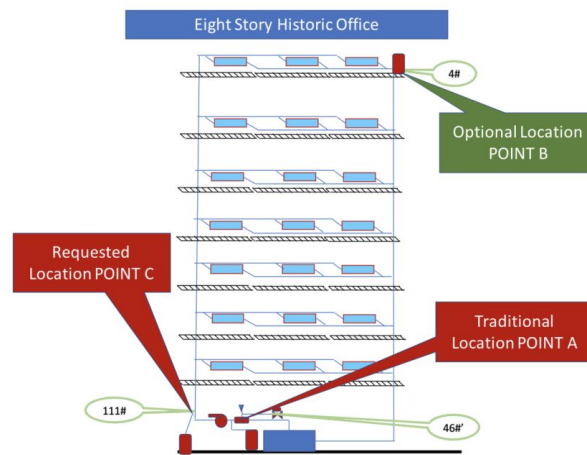 Eight Story Historic Office
4#
Optional Location
POINT B
Requested
Location POINT C
Traditional
Location POINT A
111#
46#'